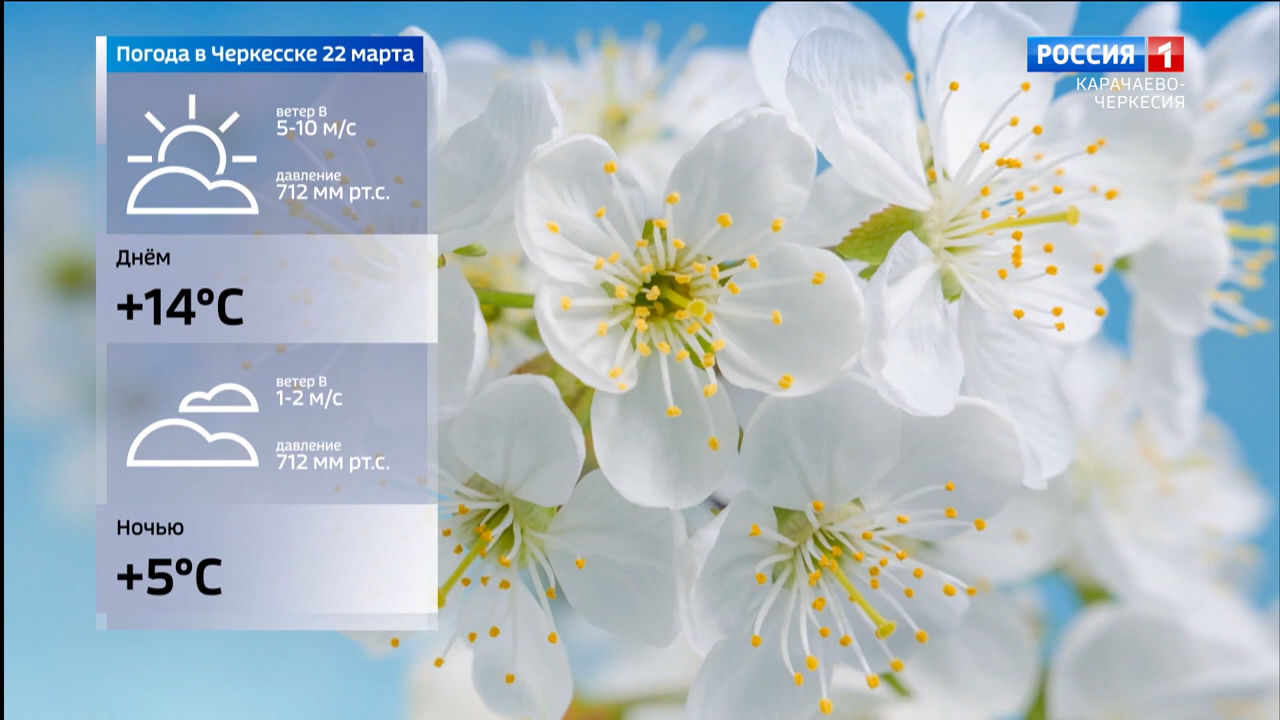 Погода в Черкесске 22 марта
ветер В
5-10 м/с
давление
712 мм рт.с.
Днём
+14°C
ветер В
1-2 м/с
давление
712 мм рт.с.
Ночью
+5°C
РОССИЯ 1
КАРАЧАЕВО-
ЧЕРКЕСИЯ